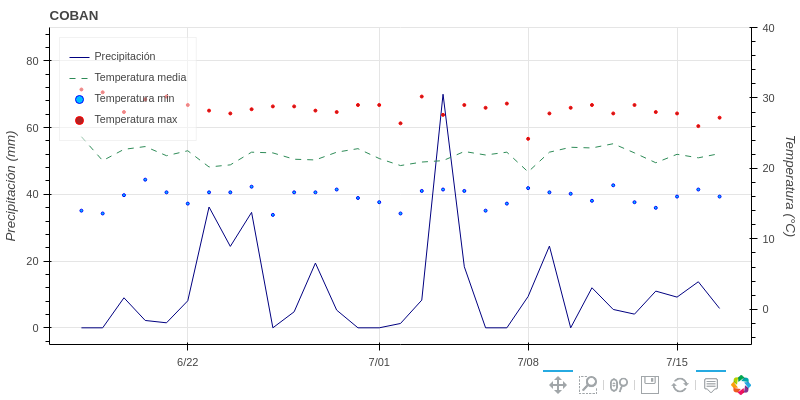 COBAN
Precipitación
Temperatura media
Temperatura min
Temperatura max
80
60
40
20
0
Precipitación (mm)
40
30
20
10
0
Temperatura (°C)
6/22
7/01
7/08
7/15